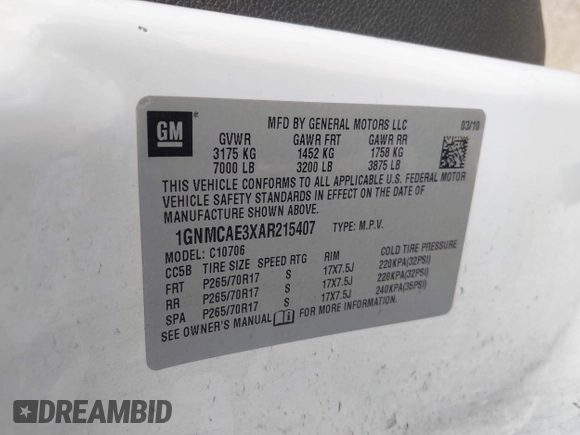 GM ®
MFD BY GENERAL MOTORS LLC 03/10
GVWR GAWR FRT GAWR RR
3175 KG 1452 KG 1758 KG
7000 LB 3200 LB 3875 LB
THIS VEHICLE CONFORMS TO ALL APPLICABLE U.S. FEDERAL MOTOR
VEHICLE SAFETY STANDARDS IN EFFECT ON THE DATE OF
MANUFACTURE SHOWN ABOVE.
1GNMCAE3XAR215407 TYPE: M.P.V.
MODEL: C10706
CC5B TIRE SIZE SPEED RTG RIM COLD TIRE PRESSURE
FRT P265/70R17 S 17X7.5J 220KPA(32PSI)
RR P265/70R17 S 17X7.5J 220KPA(32PSI)
SPA P265/70R17 S 17X7.5J 240KPA(35PSI)
SEE OWNER'S MANUAL FOR MORE INFORMATION
DREAMBID